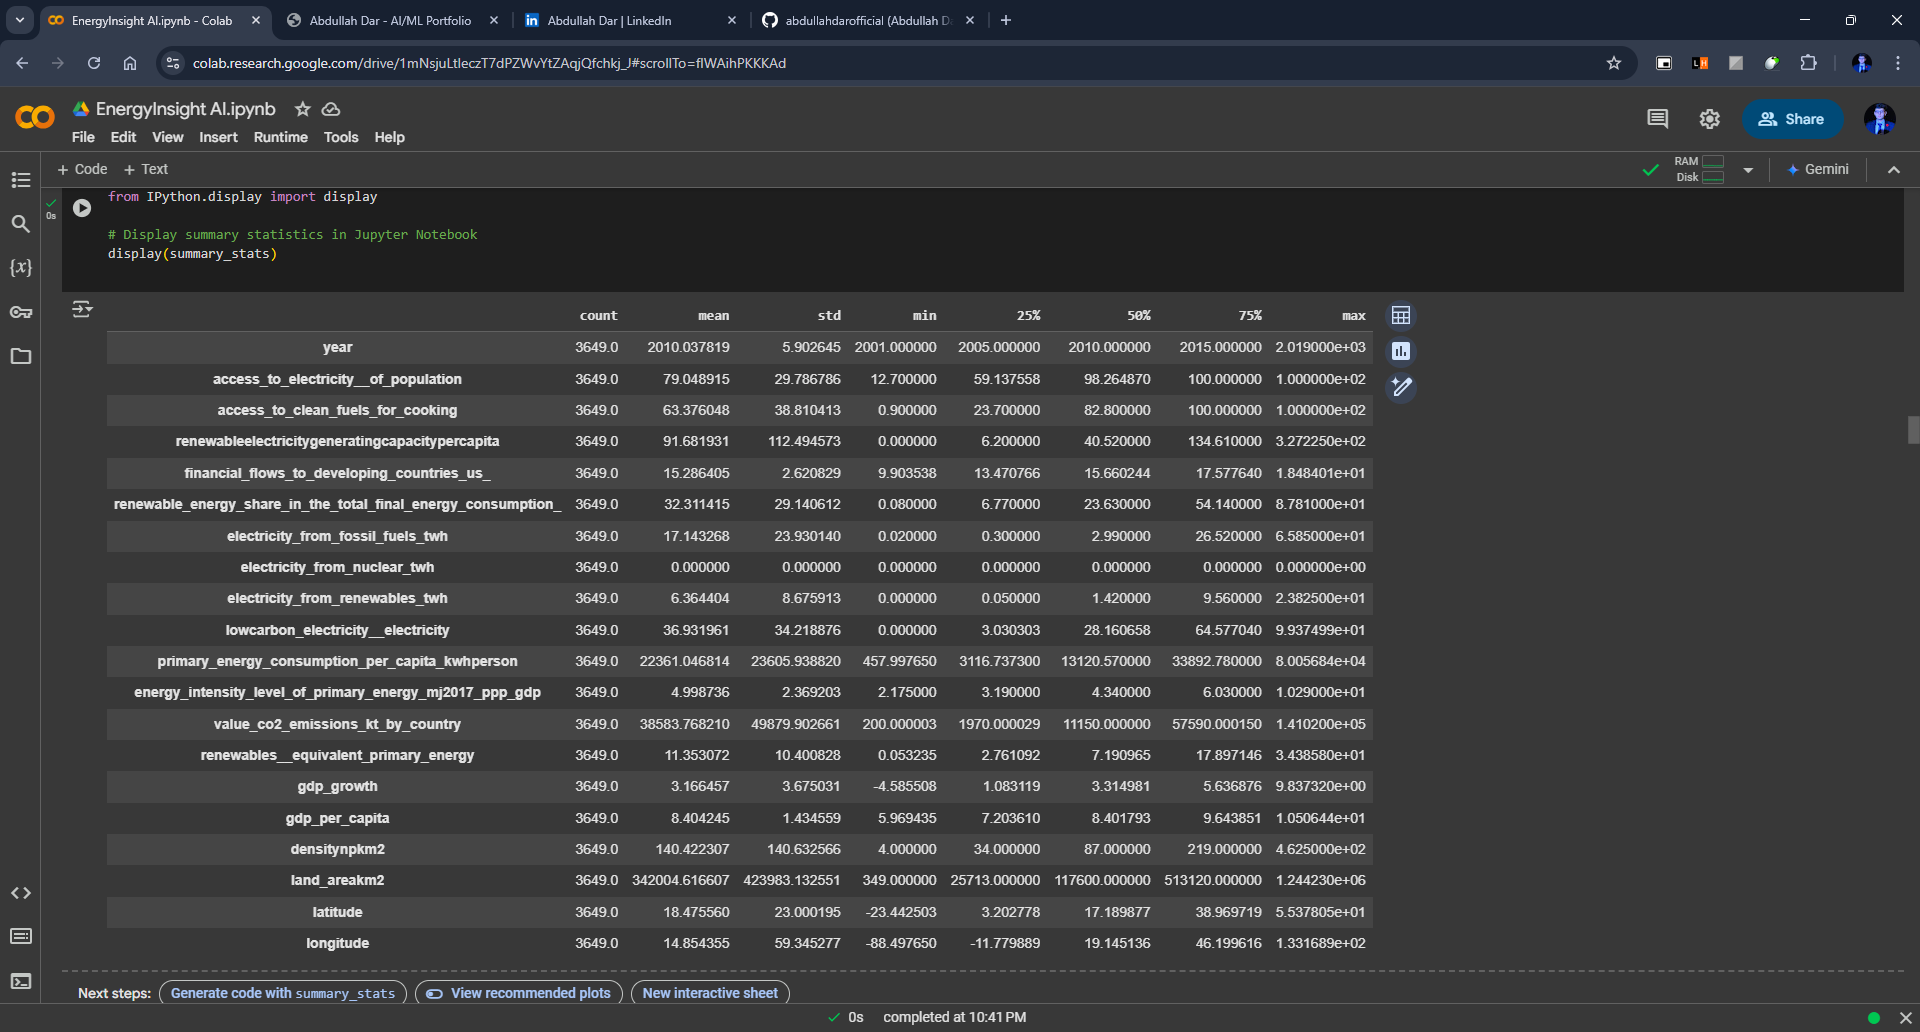 EnergyInsight AI.ipynb - Colab
Abdullah Dar - AI/ML Portfolio
Abdullah Dar | LinkedIn
abdullahdarofficial (Abdullah D
colab.research.google.com/drive/1mNsjuLtleczT7dPZWvYtZAqjQfchkj_J#scrollTo=fIWAihPKKKAd
EnergyInsight AI.ipynb
Share
File Edit View Insert Runtime Tools Help
+ Code + Text
RAM
Disk
Gemini
0s
from IPython.display import display
# Display summary statistics in Jupyter Notebook
display(summary_stats)
count mean std min 25% 50% 75% max
year 3649.0 2010.037819 5.902645 2001.000000 2005.000000 2010.000000 2015.000000 2.019000e+03
access_to_electricity__of_population 3649.0 79.048915 29.786786 12.700000 59.137558 98.264870 100.000000 1.000000e+02
access_to_clean_fuels_for_cooking 3649.0 63.376048 38.810413 0.900000 23.700000 82.800000 100.000000 1.000000e+02
renewableelectricitygeneratingcapacitypercapita 3649.0 91.681931 112.494573 0.000000 6.200000 40.520000 134.610000 3.272250e+02
financial_flows_to_developing_countries_us_ 3649.0 15.286405 2.620829 9.903538 13.470766 15.660244 17.577640 1.848401e+01
renewable_energy_share_in_the_total_final_energy_consumption_ 3649.0 32.311415 29.140612 0.080000 6.770000 23.630000 54.140000 8.781000e+01
electricity_from_fossil_fuels_twh 3649.0 17.143268 23.930140 0.020000 0.300000 2.990000 26.520000 6.585000e+01
electricity_from_nuclear_twh 3649.0 0.000000 0.000000 0.000000 0.000000 0.000000 0.000000 0.000000e+00
electricity_from_renewables_twh 3649.0 6.364404 8.675913 0.000000 0.050000 1.420000 9.560000 2.382500e+01
lowcarbon_electricity__electricity 3649.0 36.931961 34.218876 0.000000 3.030303 28.160658 64.577040 9.937499e+01
primary_energy_consumption_per_capita_kwhperson 3649.0 22361.046814 23605.938820 457.997650 3116.737300 13120.570000 33892.780000 8.005684e+04
energy_intensity_level_of_primary_energy_mj2017_ppp_gdp 3649.0 4.998736 2.369203 2.175000 3.190000 4.340000 6.030000 1.029000e+01
value_co2_emissions_kt_by_country 3649.0 38583.768210 49879.902661 200.000003 1970.000029 11150.000000 57590.000150 1.410200e+05
renewables__equivalent_primary_energy 3649.0 11.353072 10.400828 0.053235 2.761092 7.190965 17.897146 3.438580e+01
gdp_growth 3649.0 3.166457 3.675031 -4.585508 1.083119 3.314981 5.636876 9.837320e+00
gdp_per_capita 3649.0 8.404245 1.434559 5.969435 7.203610 8.401793 9.643851 1.050644e+01
densitynpkm2 3649.0 140.422307 140.632566 4.000000 34.000000 87.000000 219.000000 4.625000e+02
land_areakm2 3649.0 342004.616607 423983.132551 349.000000 25713.000000 117600.000000 513120.000000 1.244230e+06
latitude 3649.0 18.475560 23.000195 -23.442503 3.202778 17.189877 38.969719 5.537805e+01
longitude 3649.0 14.854355 59.345277 -88.497650 -11.779889 19.145136 46.199616 1.331689e+02
Next steps: Generate code with summary_stats View recommended plots New interactive sheet
0s completed at 10:41 PM